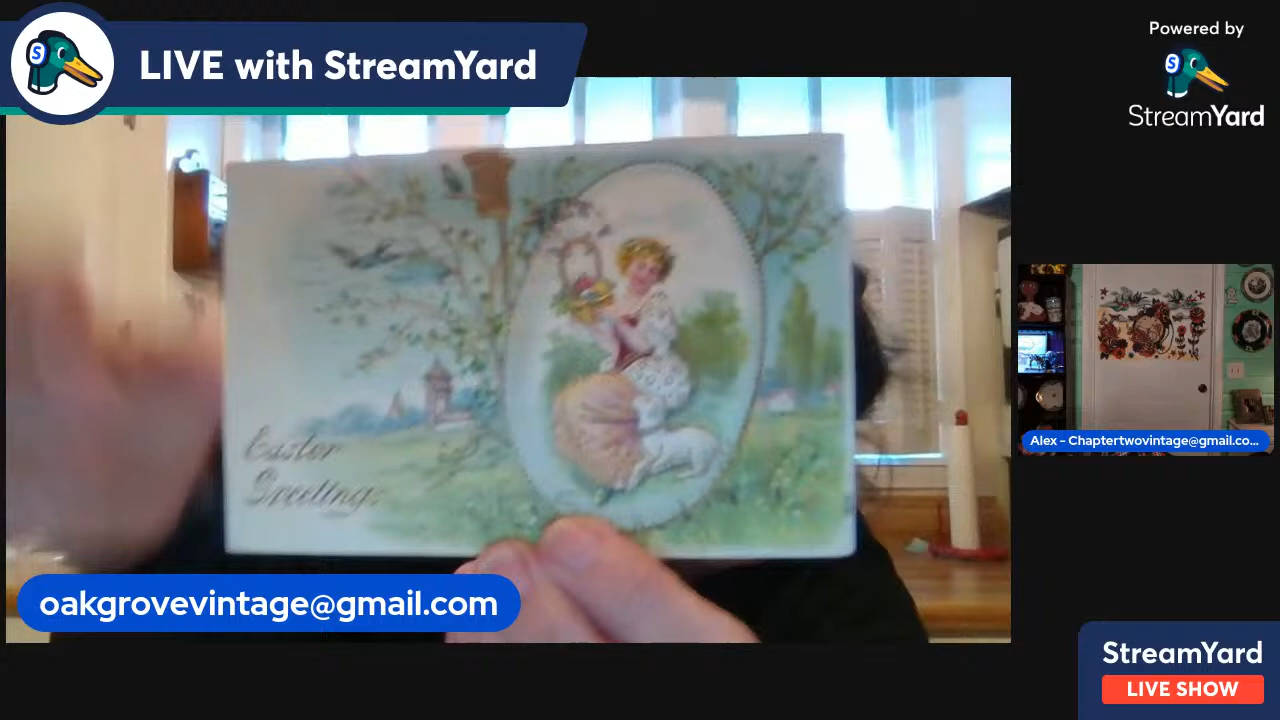 LIVE with StreamYard
Powered by
StreamYard
Easter
Greetings
Alex - Chaptertwovintage@gmail.co...
oakgrovevintage@gmail.com
StreamYard
LIVE SHOW